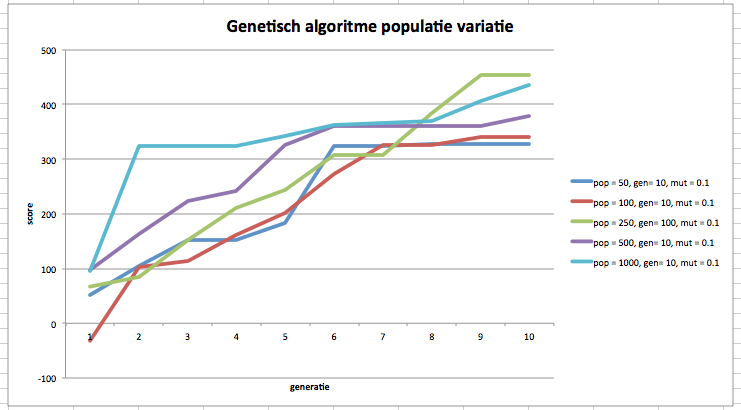 Genetisch algoritme populatie variatie
500
400
300
200
100
0
-100
score
1 2 3 4 5 6 7 8 9 10
generatie
pop = 50, gen= 10, mut = 0.1
pop = 100, gen= 10, mut = 0.1
pop = 250, gen= 100, mut = 0.1
pop = 500, gen= 10, mut = 0.1
pop = 1000, gen= 10, mut = 0.1